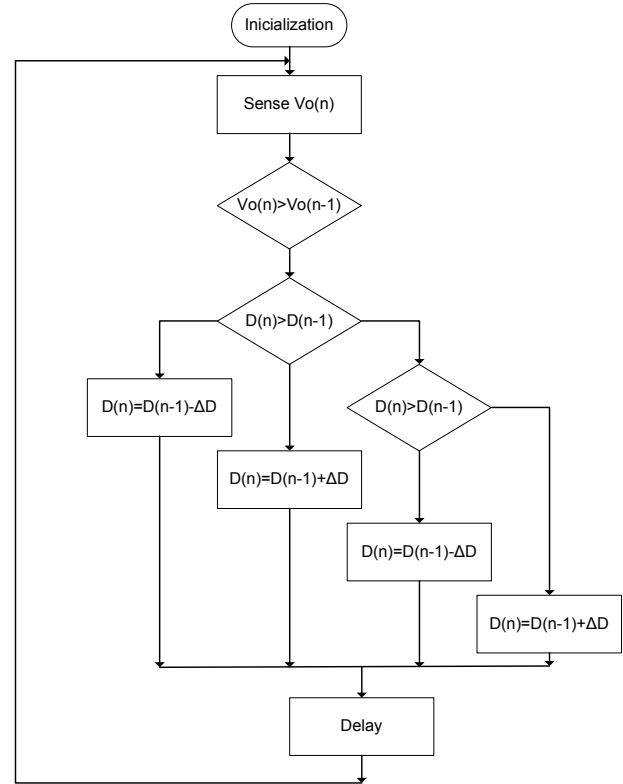 Inicialization
Sense Vo(n)
Vo(n)>Vo(n-1)
D(n)>D(n-1)
D(n)=D(n-1)-ΔD
D(n)>D(n-1)
D(n)=D(n-1)+ΔD
D(n)=D(n-1)-ΔD
D(n)=D(n-1)+ΔD
Delay